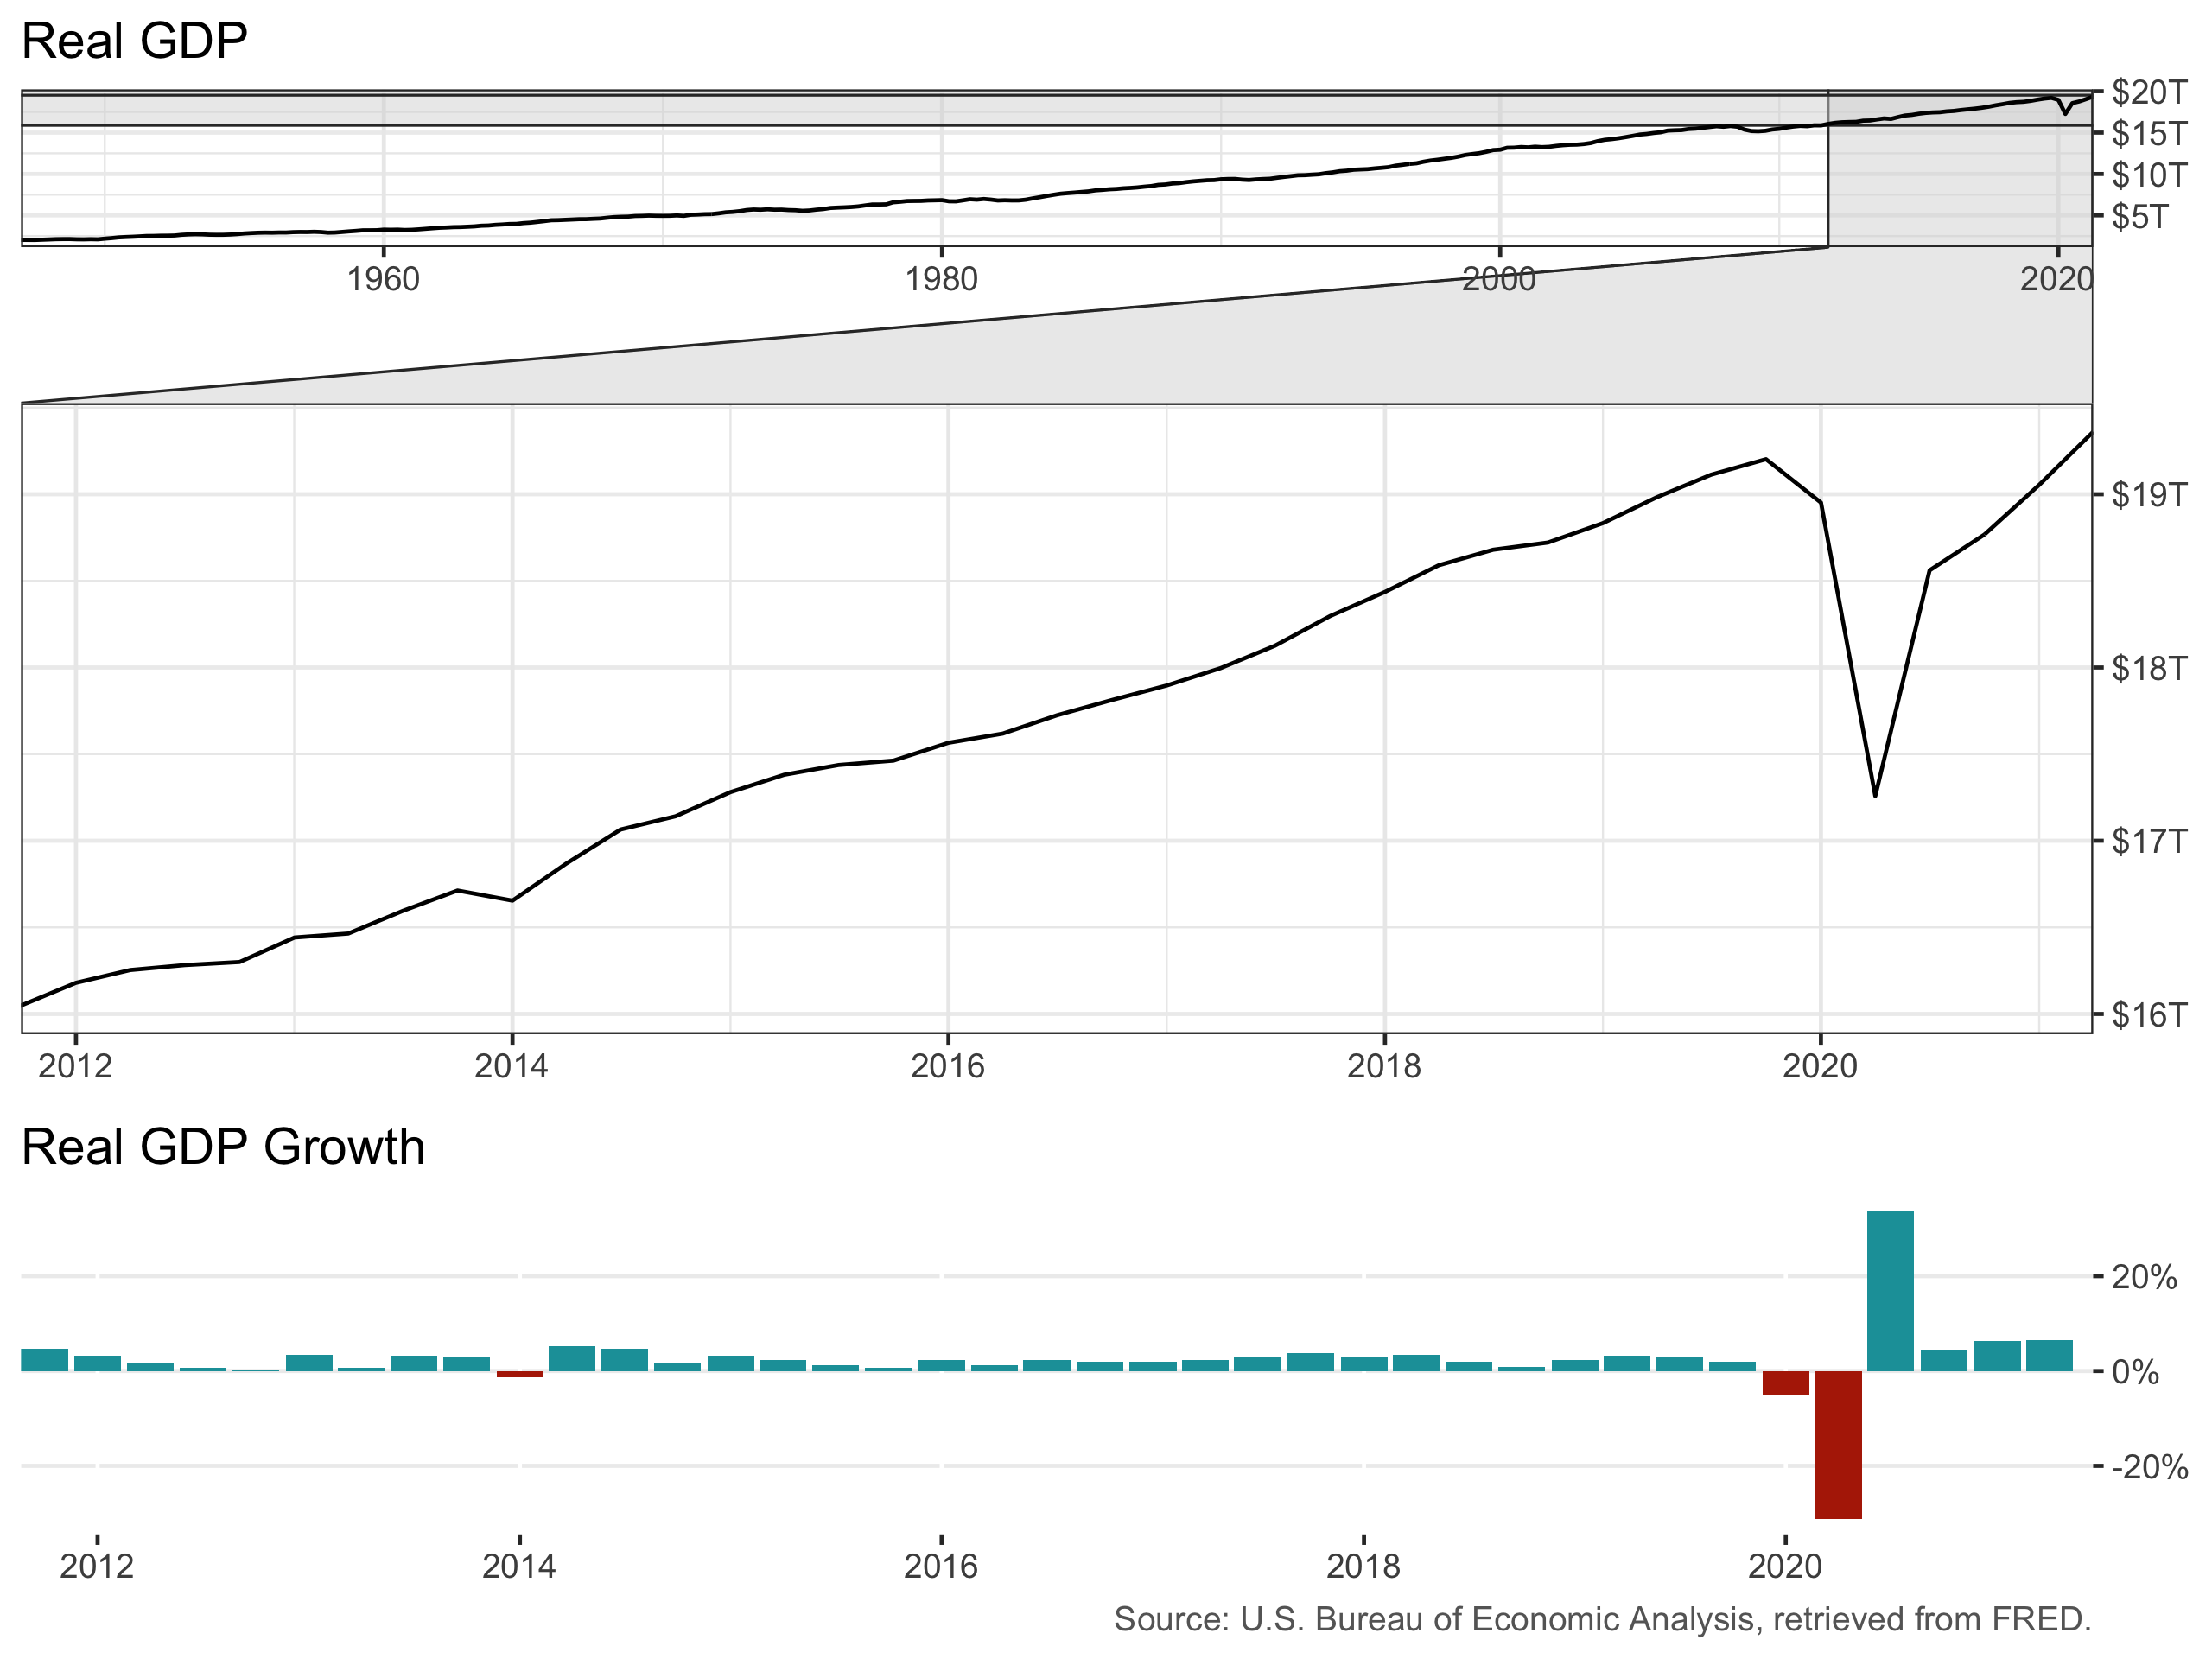 Real GDP
$20T
$15T
$10T
$5T
1960 1980 2000 2020
$19T
$18T
$17T
$16T
2012 2014 2016 2018 2020
Real GDP Growth
20%
0%
-20%
2012 2014 2016 2018 2020
Source: U.S. Bureau of Economic Analysis, retrieved from FRED.